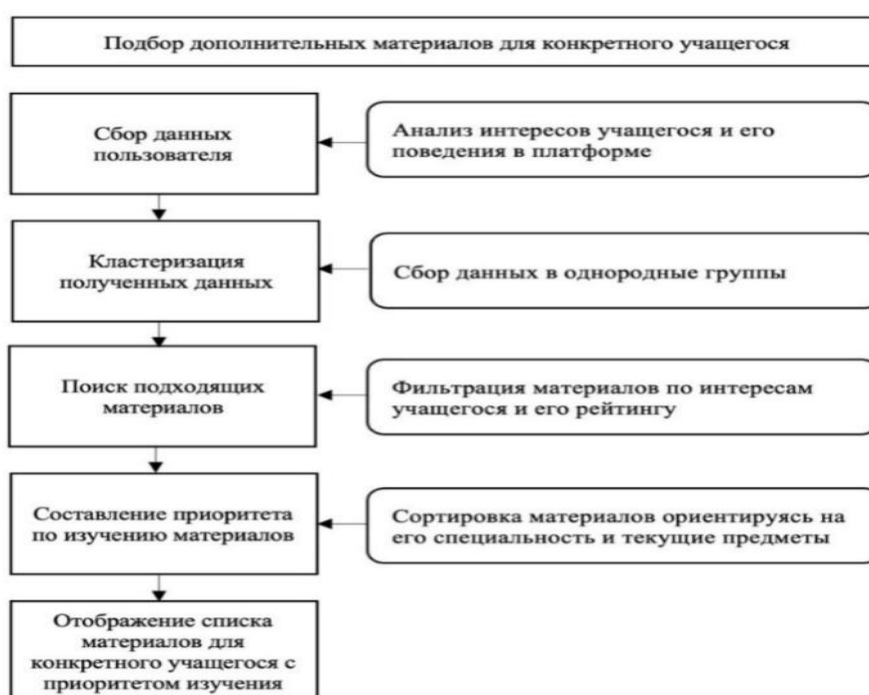 Подбор дополнительных материалов для конкретного учащегося
Сбор данных
пользователя
Анализ интересов учащегося и его
поведения в платформе
Кластеризация
полученных данных
Сбор данных в однородные группы
Поиск подходящих
материалов
Фильтрация материалов по интересам
учащегося и его рейтингу
Составление приоритета
по изучению материалов
Сортировка материалов ориентируясь на
его специальность и текущие предметы
Отображение списка
материалов для
конкретного учащегося с
приоритетом изучения